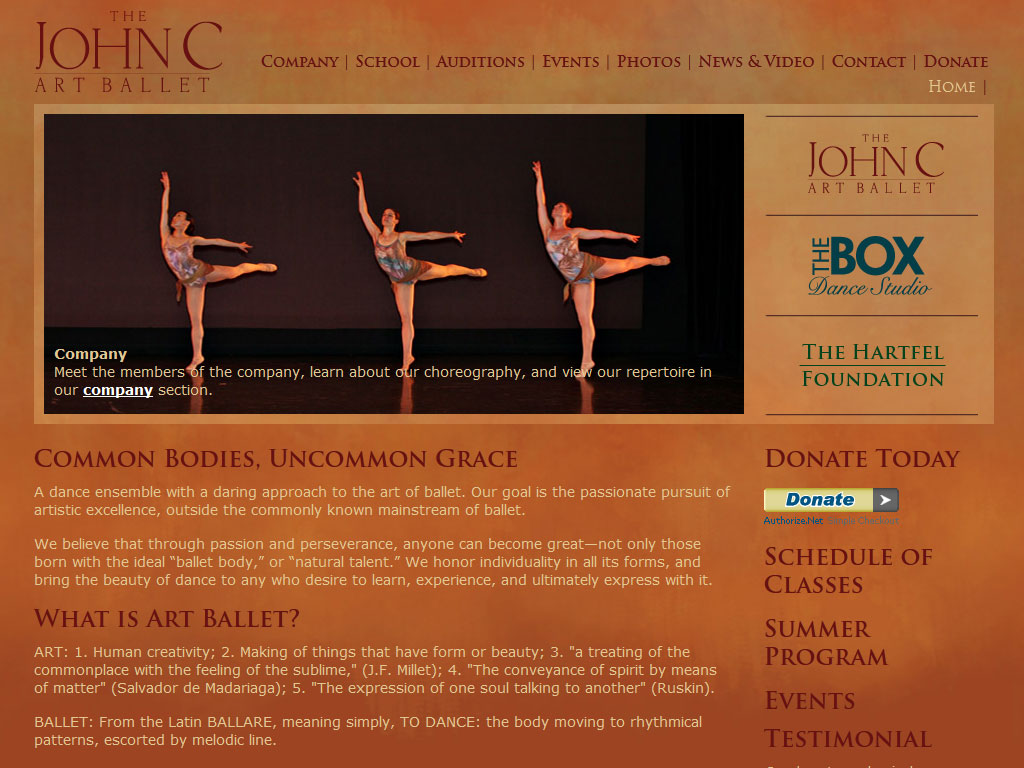 THE
JOHN C
ART BALLET
COMPANY | SCHOOL | AUDITIONS | EVENTS | PHOTOS | NEWS & VIDEO | CONTACT | DONATE
HOME |
THE
JOHN C
ART BALLET
THE BOX
Dance Studio
THE HARTFEL
FOUNDATION
Company
Meet the members of the company, learn about our choreography, and view our repertoire in
our company section.
COMMON BODIES, UNCOMMON GRACE
A dance ensemble with a daring approach to the art of ballet. Our goal is the passionate pursuit of
artistic excellence, outside the commonly known mainstream of ballet.
We believe that through passion and perseverance, anyone can become great—not only those
born with the ideal “ballet body,” or “natural talent.” We honor individuality in all its forms, and
bring the beauty of dance to any who desire to learn, experience, and ultimately express with it.
WHAT IS ART BALLET?
ART: 1. Human creativity; 2. Making of things that have form or beauty; 3. "a treating of the
commonplace with the feeling of the sublime," (J.F. Millet); 4. "The conveyance of spirit by means
of matter" (Salvador de Madariaga); 5. "The expression of one soul talking to another" (Ruskin).
BALLET: From the Latin BALLARE, meaning simply, TO DANCE: the body moving to rhythmical
patterns, escorted by melodic line.
DONATE TODAY
Donate
Authorize.Net Simple Checkout
SCHEDULE OF
CLASSES
SUMMER
PROGRAM
EVENTS
TESTIMONIAL